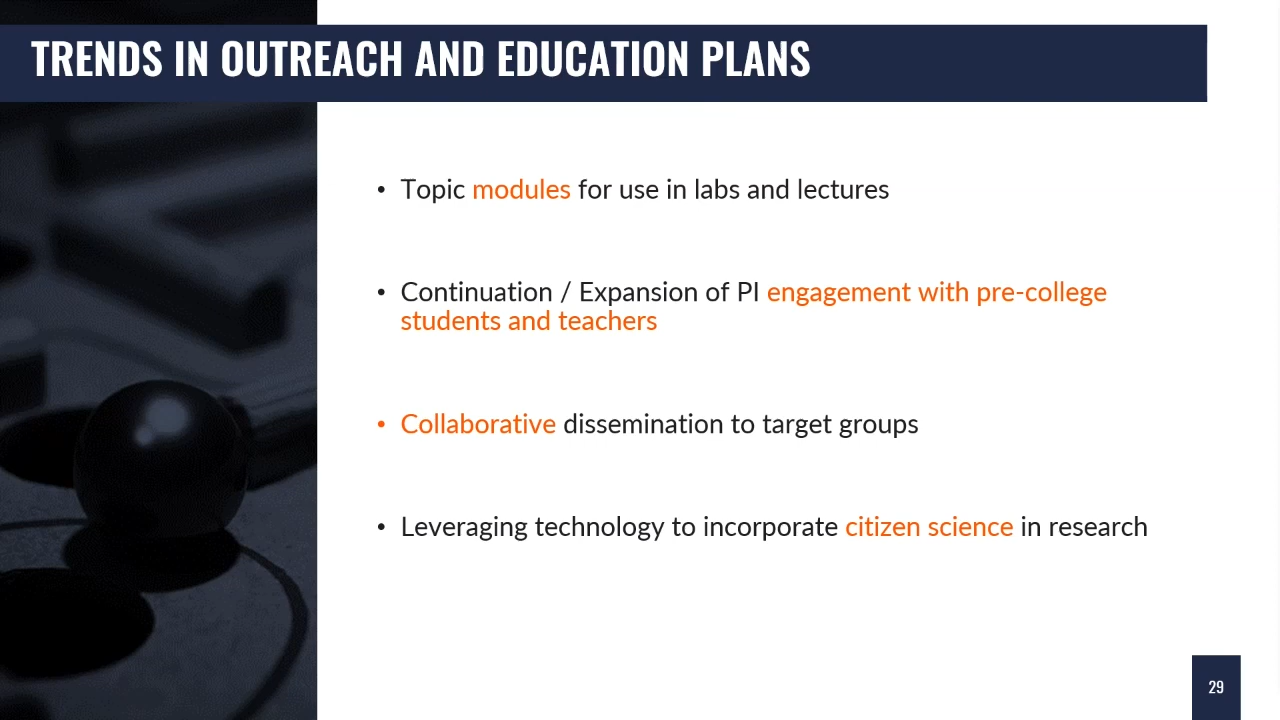 TRENDS IN OUTREACH AND EDUCATION PLANS
• Topic modules for use in labs and lectures
• Continuation / Expansion of PI engagement with pre-college
students and teachers
• Collaborative dissemination to target groups
• Leveraging technology to incorporate citizen science in research
29